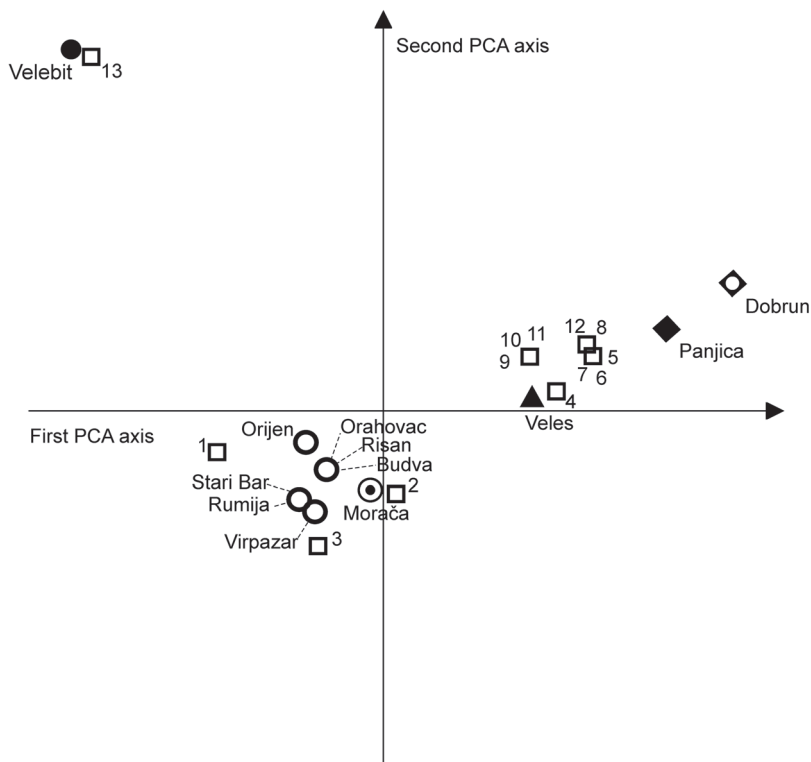 Second PCA axis
Velebit
13
Dobrun
Panjica
10 11
9
12 8
5
7 6
4
Veles
First PCA axis
1
Orijen
Orahovac
Risan
Budva
Stari Bar
Rumija
2
Morača
Virpazar
3